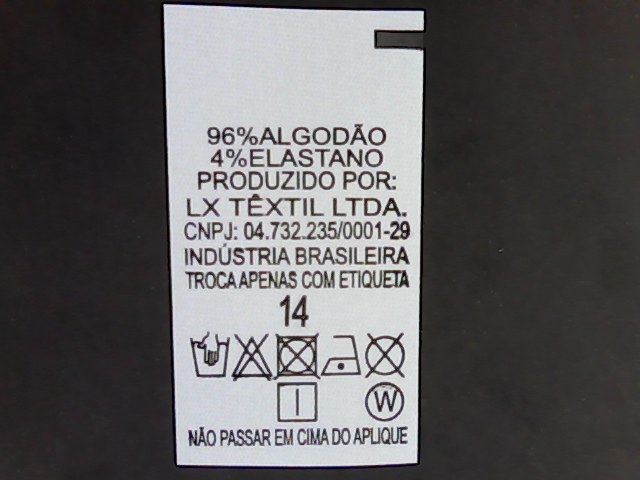 96%ALGODÃO
4%ELASTANO
PRODUZIDO POR:
LX TÊXTIL LTDA.
CNPJ: 04.732.235/0001-29
INDÚSTRIA BRASILEIRA
TROCA APENAS COM ETIQUETA
14
W
NÃO PASSAR EM CIMA DO APLIQUE